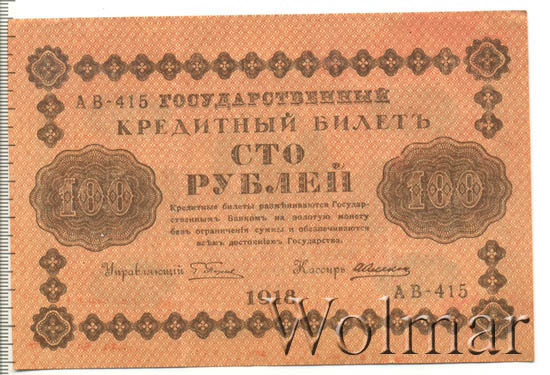 АВ-415 ГОСУДАРСТВЕННЫЙ
КРЕДИТНЫЙ БИЛЕТЪ
СТО
РУБЛЕЙ
100
100
Кредитные билеты размѣниваются Государ-
ственнымъ Банкомъ на золотую монету
безъ ограниченія суммы и обезпечиваются
всѣмъ достояніемъ Государства.
Управляющій
Кассиръ
1918
АВ-415
Wolmar